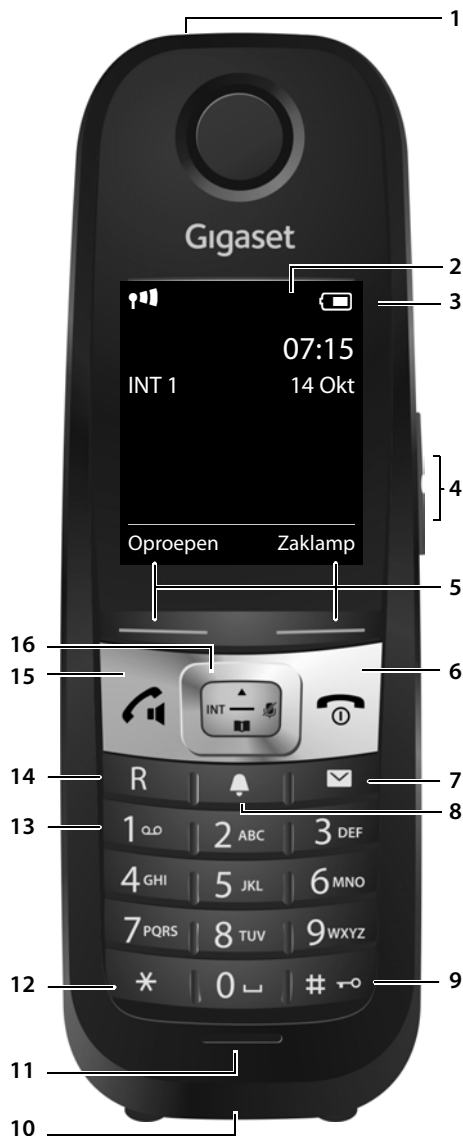 1
Gigaset
2
3
07:15
INT 1 14 Okt
4
Oproepen Zaklamp
5
16
15
6
INT
14
R
7
8
13
1 2 ABC 3 DEF
4 GHI 5 JKL 6 MNO
7 PQRS 8 TUV 9 WXYZ
12
* 0 #
9
11
10